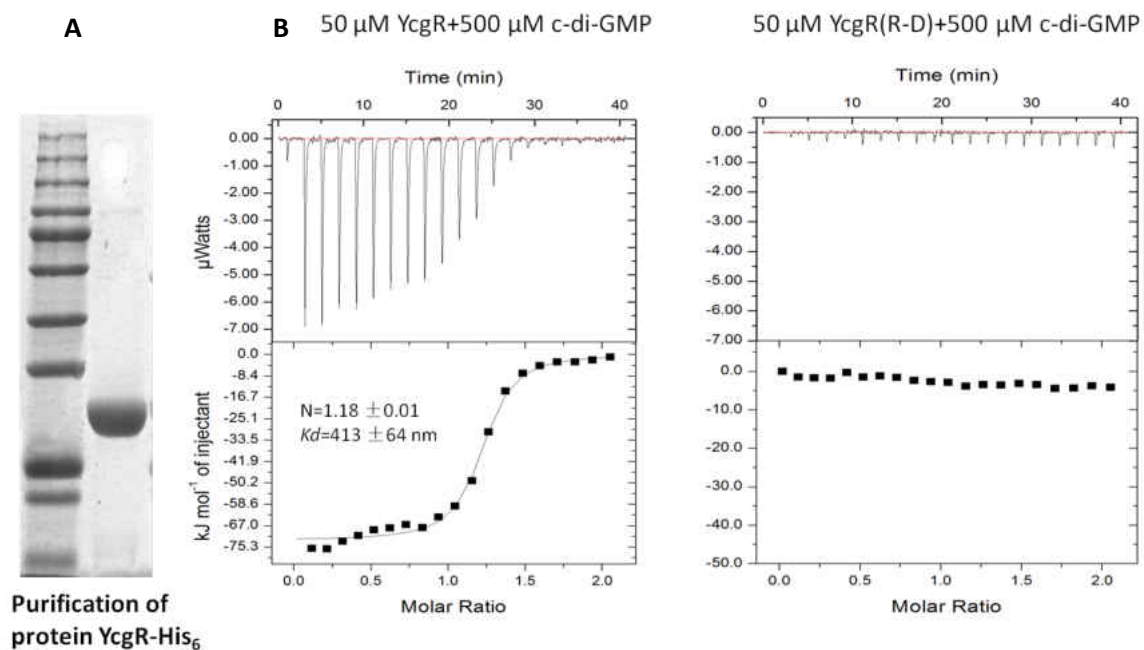 A
B
50 µM YcgR+500 µM c-di-GMP
50 µM YcgR(R-D)+500 µM c-di-GMP
Time (min)
0 10 20 30 40
0.00
-1.00
-2.00
-3.00
-4.00
-5.00
-6.00
-7.00
µWatts
0.0
-8.4
-16.7
-25.1
-33.5
-41.9
-50.2
-58.6
-67.0
-75.3
kJ mol⁻¹ of injectant
N=1.18 ±0.01
Kd=413 ±64 nm
0.0 0.5 1.0 1.5 2.0
Molar Ratio
Time (min)
0 10 20 30 40
0.00
-1.00
-2.00
-3.00
-4.00
-5.00
-6.00
-7.00
0.0
-10.0
-20.0
-30.0
-40.0
-50.0
0.0 0.5 1.0 1.5 2.0
Molar Ratio
Purification of
protein YcgR-His₆